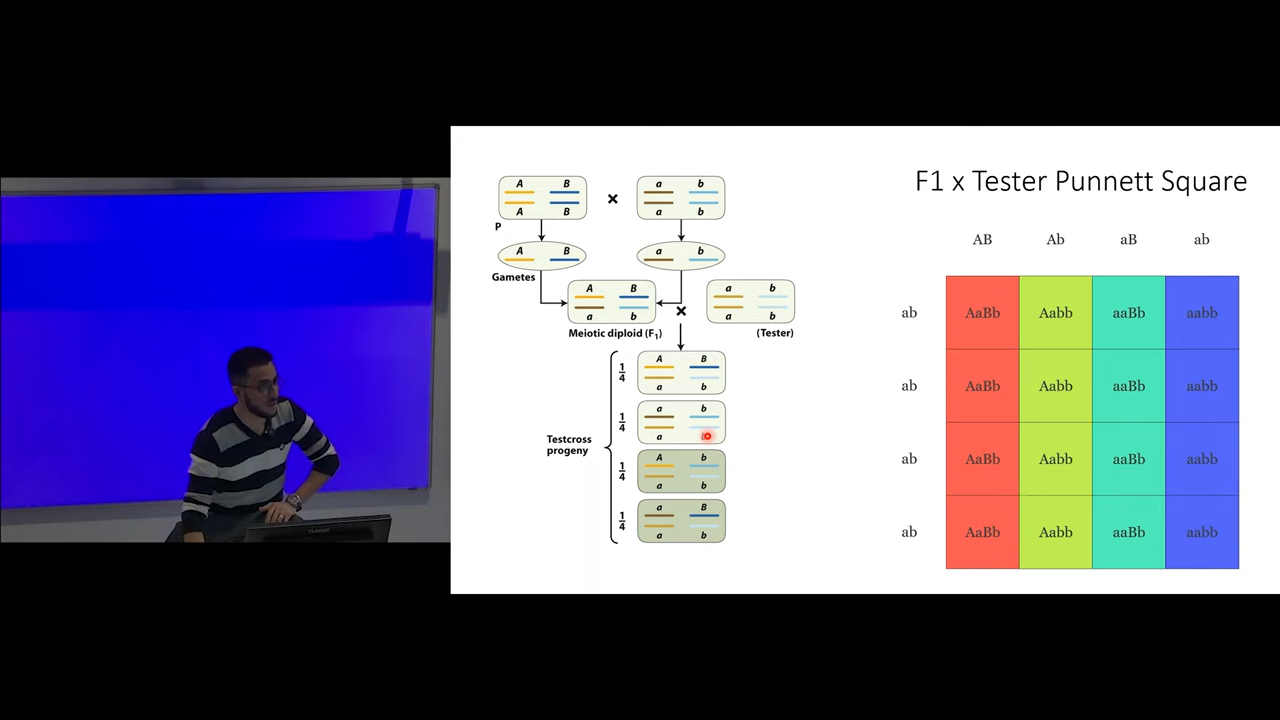 F1 x Tester Punnett Square
A B a b
A B a b
P
A B a b
Gametes
A B a b
a b a b
Meiotic diploid (F1) (Tester)
1/4 A B
a b
1/4 a b
a
Testcross
progeny
1/4 A b
a b
1/4 a B
a b
AB Ab aB ab
ab AaBb Aabb aaBb aabb
ab AaBb Aabb aaBb aabb
ab AaBb Aabb aaBb aabb
ab AaBb Aabb aaBb aabb